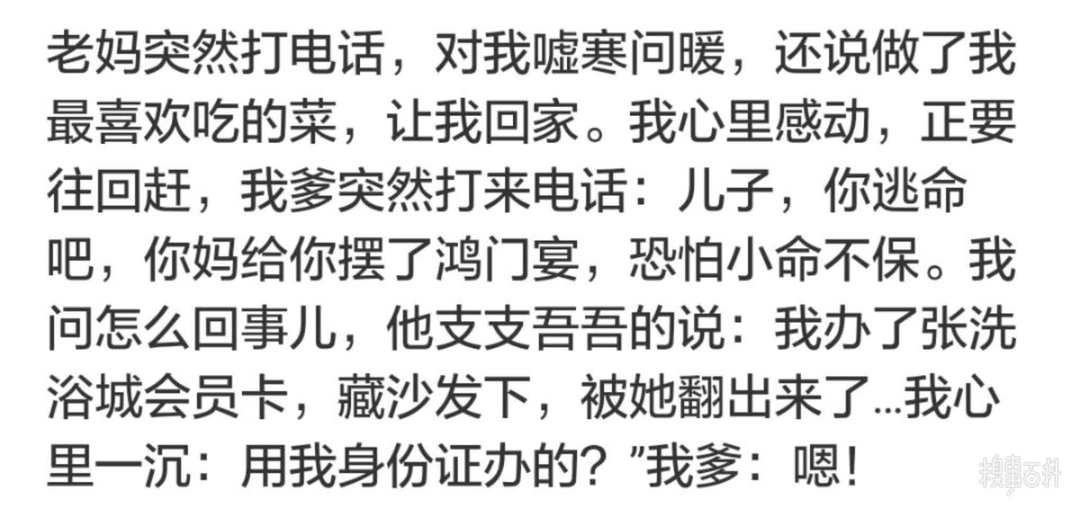 老妈突然打电话，对我嘘寒问暖，还说做了我
最喜欢吃的菜，让我回家。我心里感动，正要
往回赶，我爹突然打来电话：儿子，你逃命
吧，你妈给你摆了鸿门宴，恐怕小命不保。我
问怎么回事儿，他支支吾吾的说：我办了张洗
浴城会员卡，藏沙发下，被她翻出来了...我心
里一沉：用我身份证办的？"我爹：嗯！
糗事百科